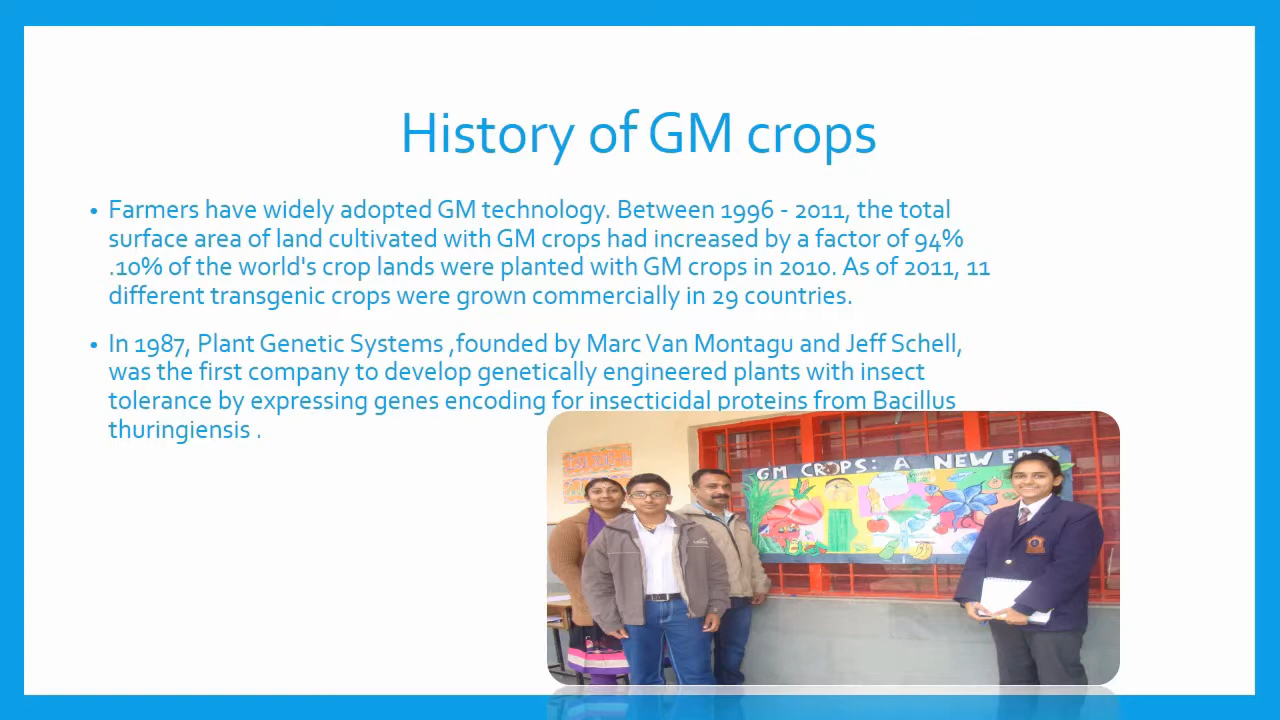 History of GM crops
• Farmers have widely adopted GM technology. Between 1996 - 2011, the total
surface area of land cultivated with GM crops had increased by a factor of 94%
.10% of the world's crop lands were planted with GM crops in 2010. As of 2011, 11
different transgenic crops were grown commercially in 29 countries.
• In 1987, Plant Genetic Systems ,founded by Marc Van Montagu and Jeff Schell,
was the first company to develop genetically engineered plants with insect
tolerance by expressing genes encoding for insecticidal proteins from Bacillus
thuringiensis .
GM CROPS: A NEW ERA